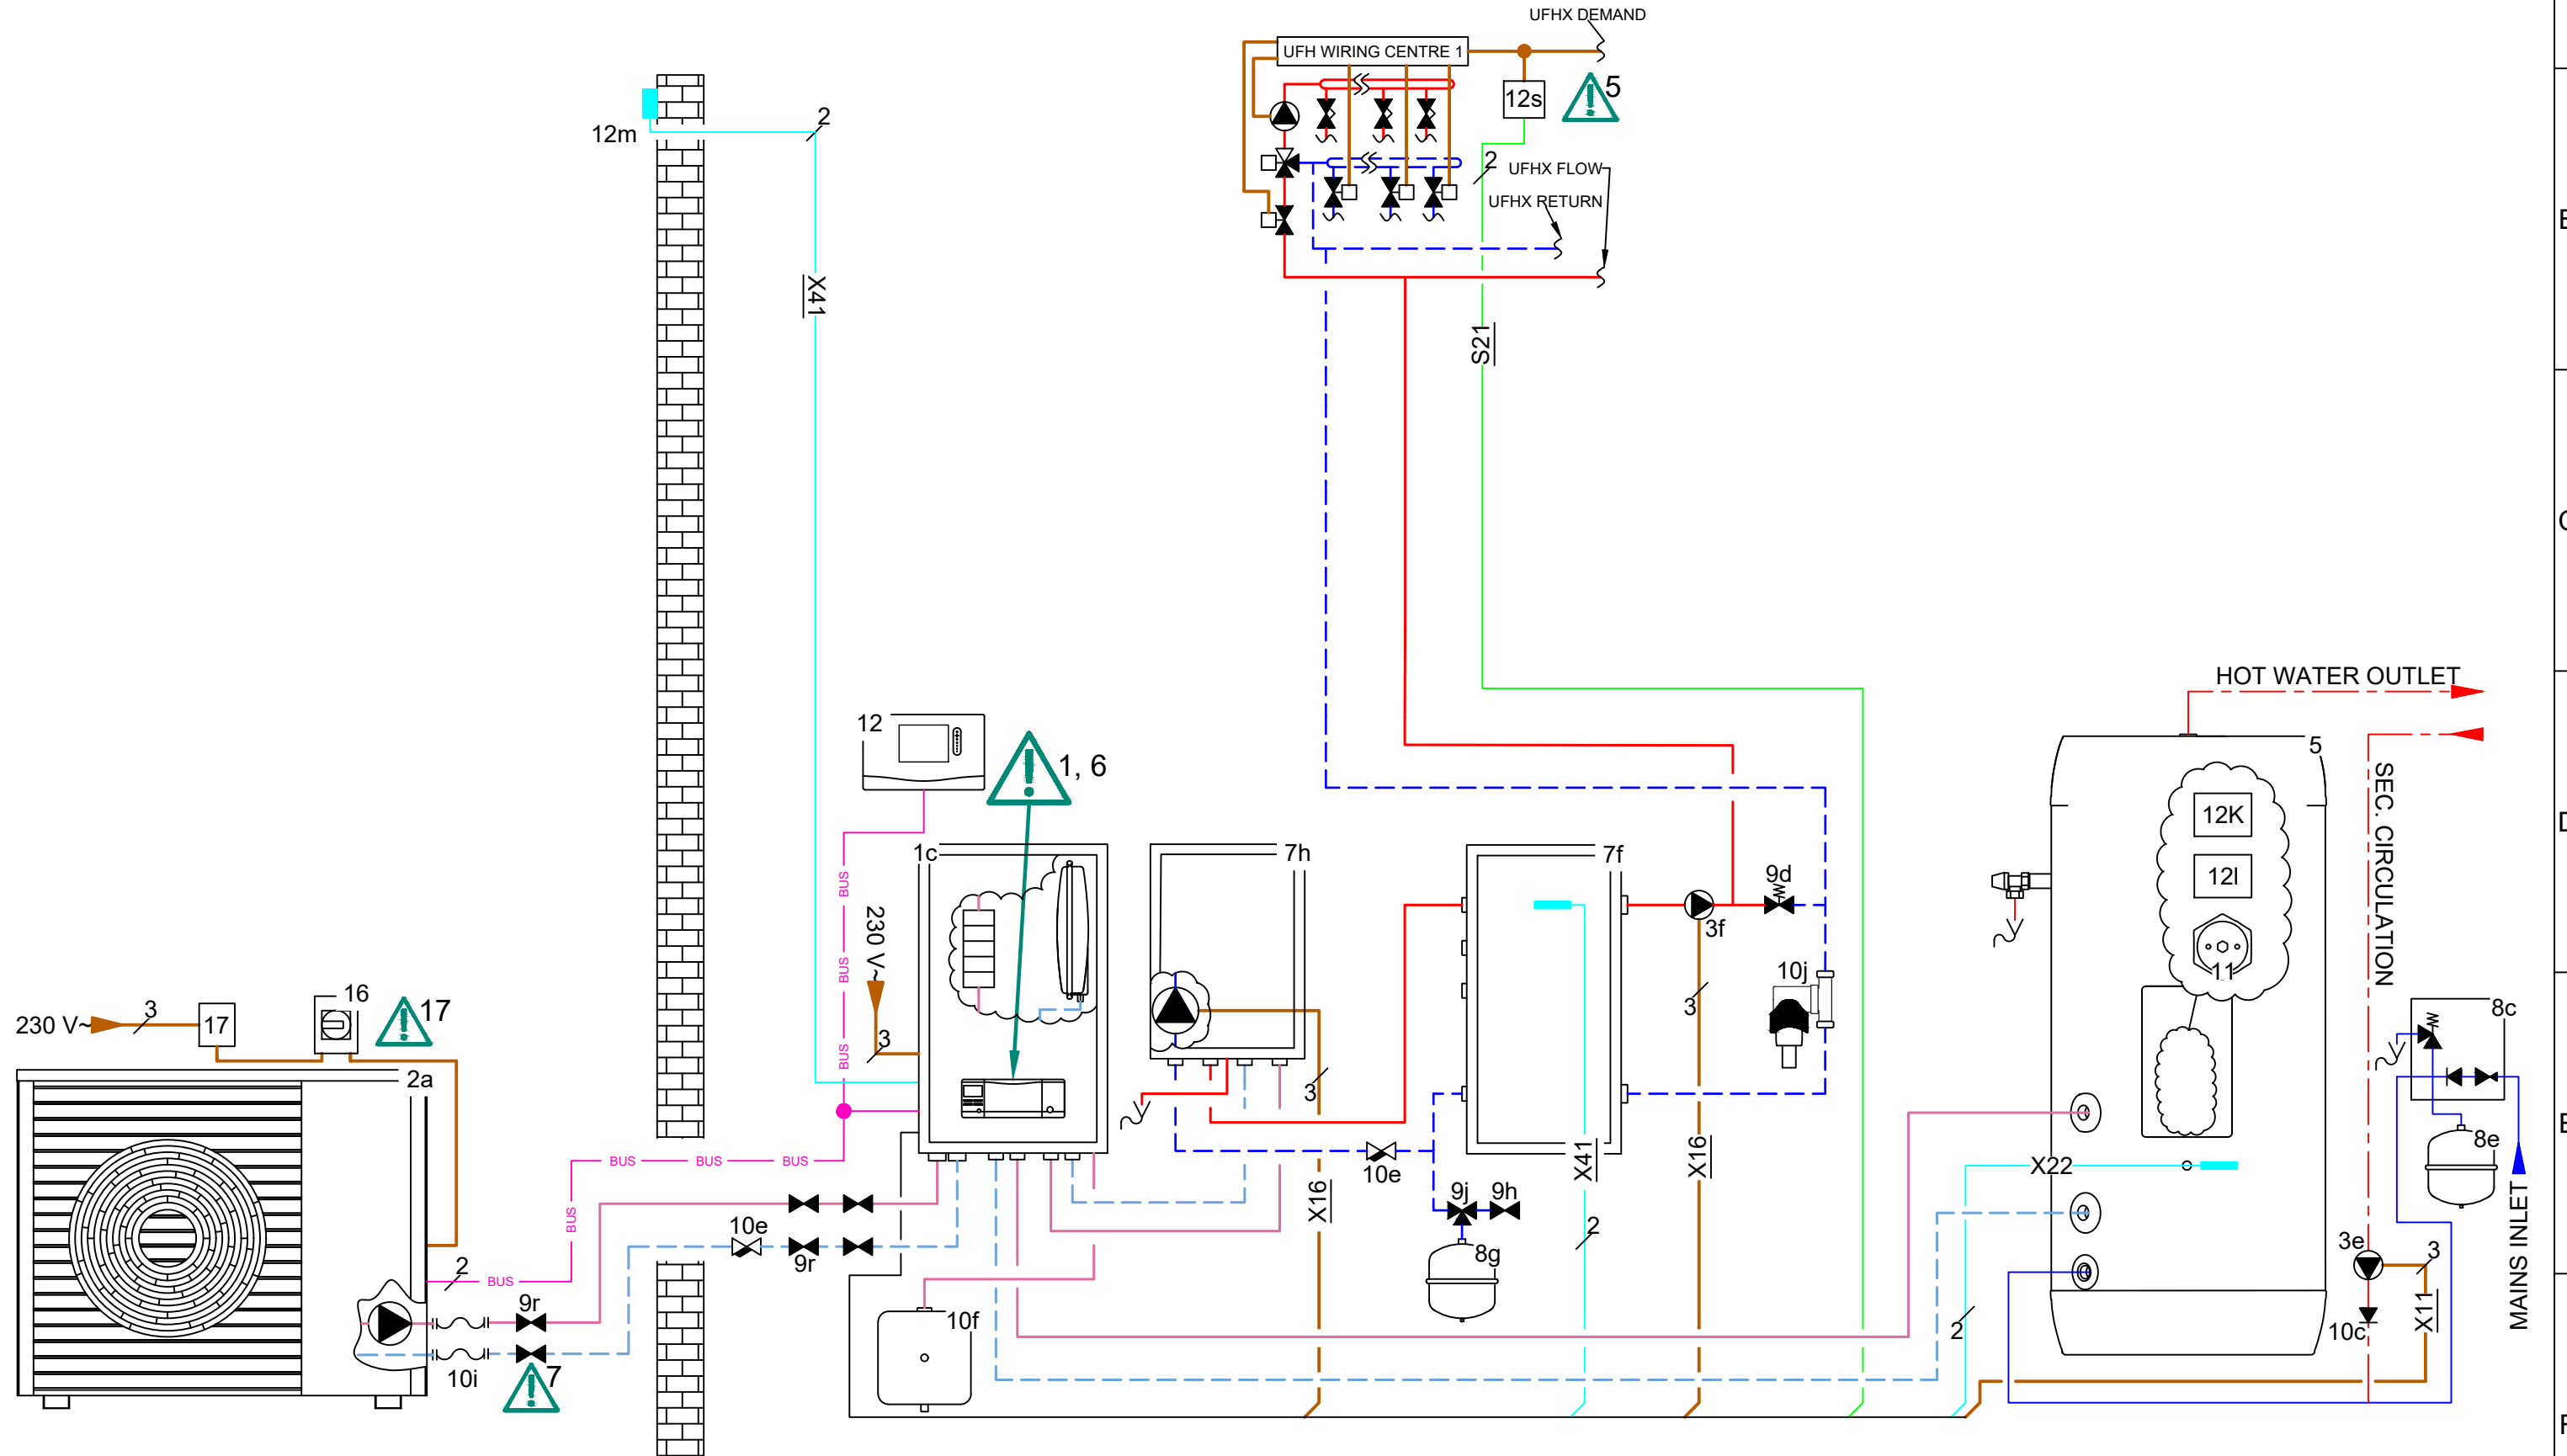 UFHX DEMAND
UFH WIRING CENTRE 1
12s
5
2
12m
2
UFHX FLOW
UFHX RETURN
X41
S21
HOT WATER OUTLET
12
1, 6
5
SEC. CIRCULATION
12K
12l
11
1c
7h
7f
9d
3f
BUS
BUS
BUS
230 V~
3
10j
3
3
230 V~
3
17
16
17
2a
8c
8e
MAINS INLET
BUS
BUS
BUS
BUS
BUS
2
10e
9r
10e
X16
X41
X16
X22
9j
9h
2
8g
3e
3
X11
10c
2
9r
10i
7
10f
B
C
D
E
F